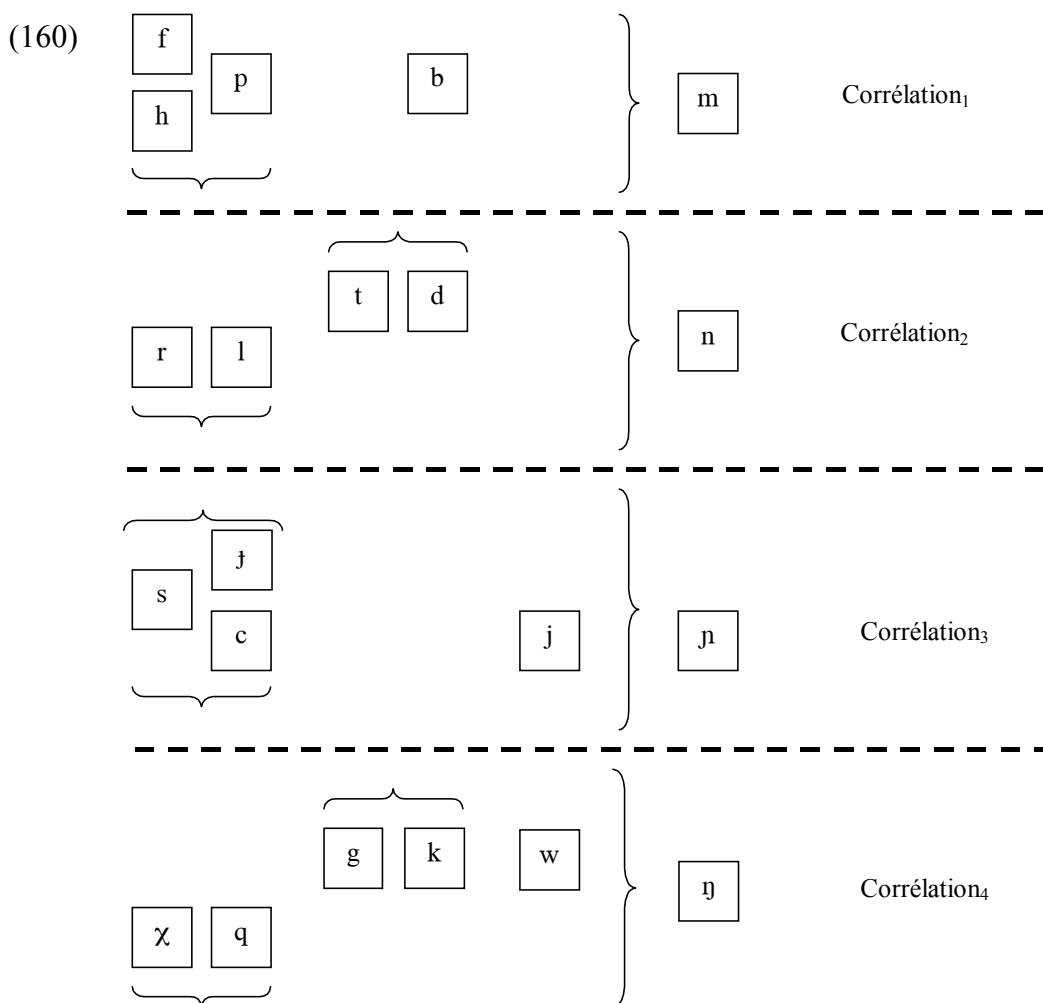 (160)
f
p b
h
m Corrélation₁
t d
r l
n Corrélation₂
ɟ
s
c j ɲ Corrélation₃
g k w
ŋ Corrélation₄
χ q